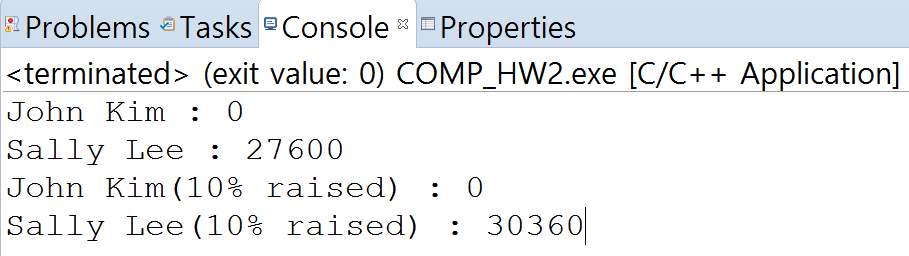 Problems Tasks Console Properties
<terminated> (exit value: 0) COMP_HW2.exe [C/C++ Application]
John Kim : 0
Sally Lee : 27600
John Kim(10% raised) : 0
Sally Lee(10% raised) : 30360